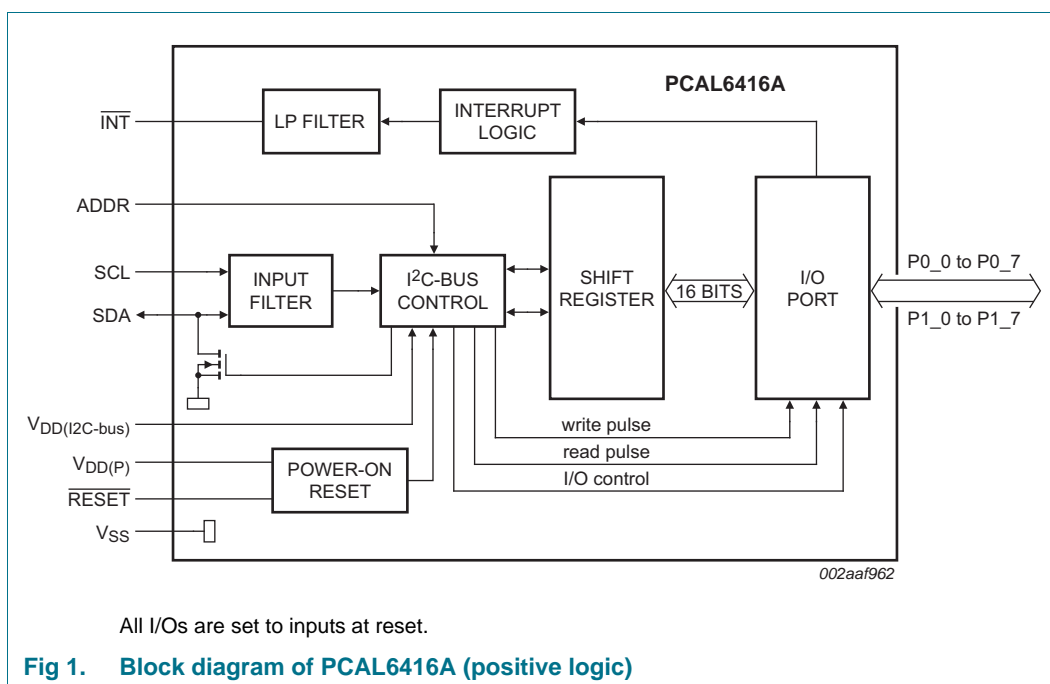 PCAL6416A
INT
LP FILTER
INTERRUPT
LOGIC
ADDR
SCL
SDA
INPUT
FILTER
I2C-BUS
CONTROL
SHIFT
REGISTER
16 BITS
I/O
PORT
P0_0 to P0_7
P1_0 to P1_7
VDD(I2C-bus)
write pulse
VDD(P)
read pulse
POWER-ON
RESET
I/O control
RESET
VSS
002aaf962
All I/Os are set to inputs at reset.
Fig 1. Block diagram of PCAL6416A (positive logic)